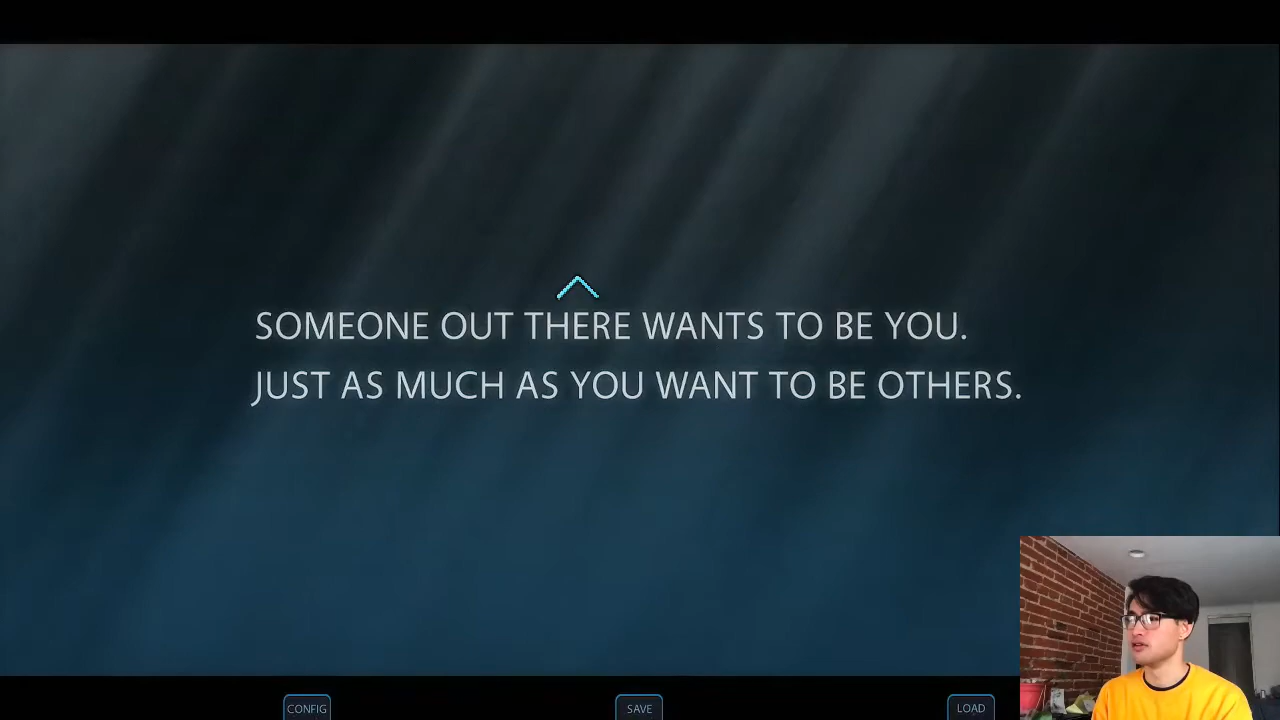 SOMEONE OUT THERE WANTS TO BE YOU.
JUST AS MUCH AS YOU WANT TO BE OTHERS.
CONFIG
SAVE
LOAD